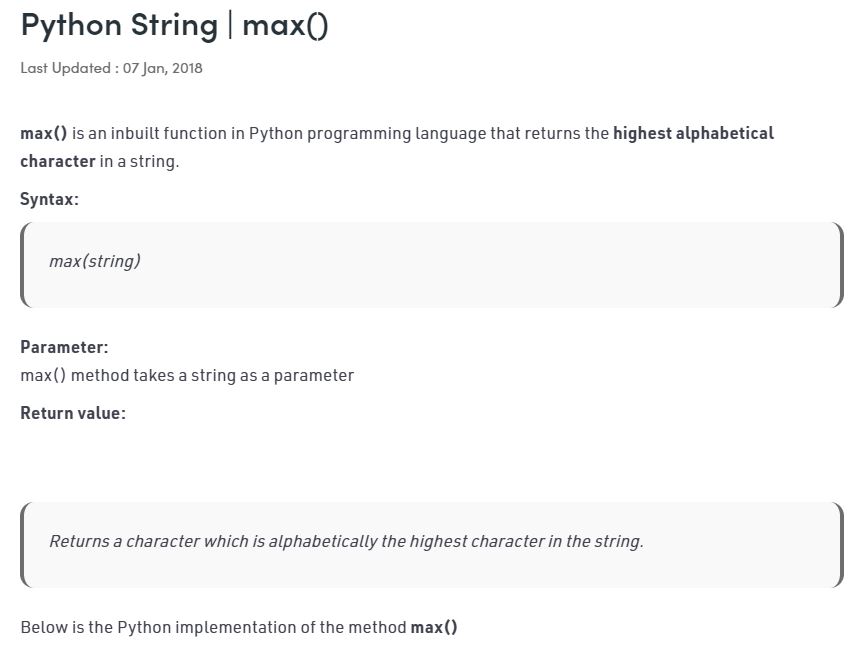 Python String | max()
Last Updated : 07 Jan, 2018
max() is an inbuilt function in Python programming language that returns the highest alphabetical
character in a string.
Syntax:
max(string)
Parameter:
max() method takes a string as a parameter
Return value:
Returns a character which is alphabetically the highest character in the string.
Below is the Python implementation of the method max()